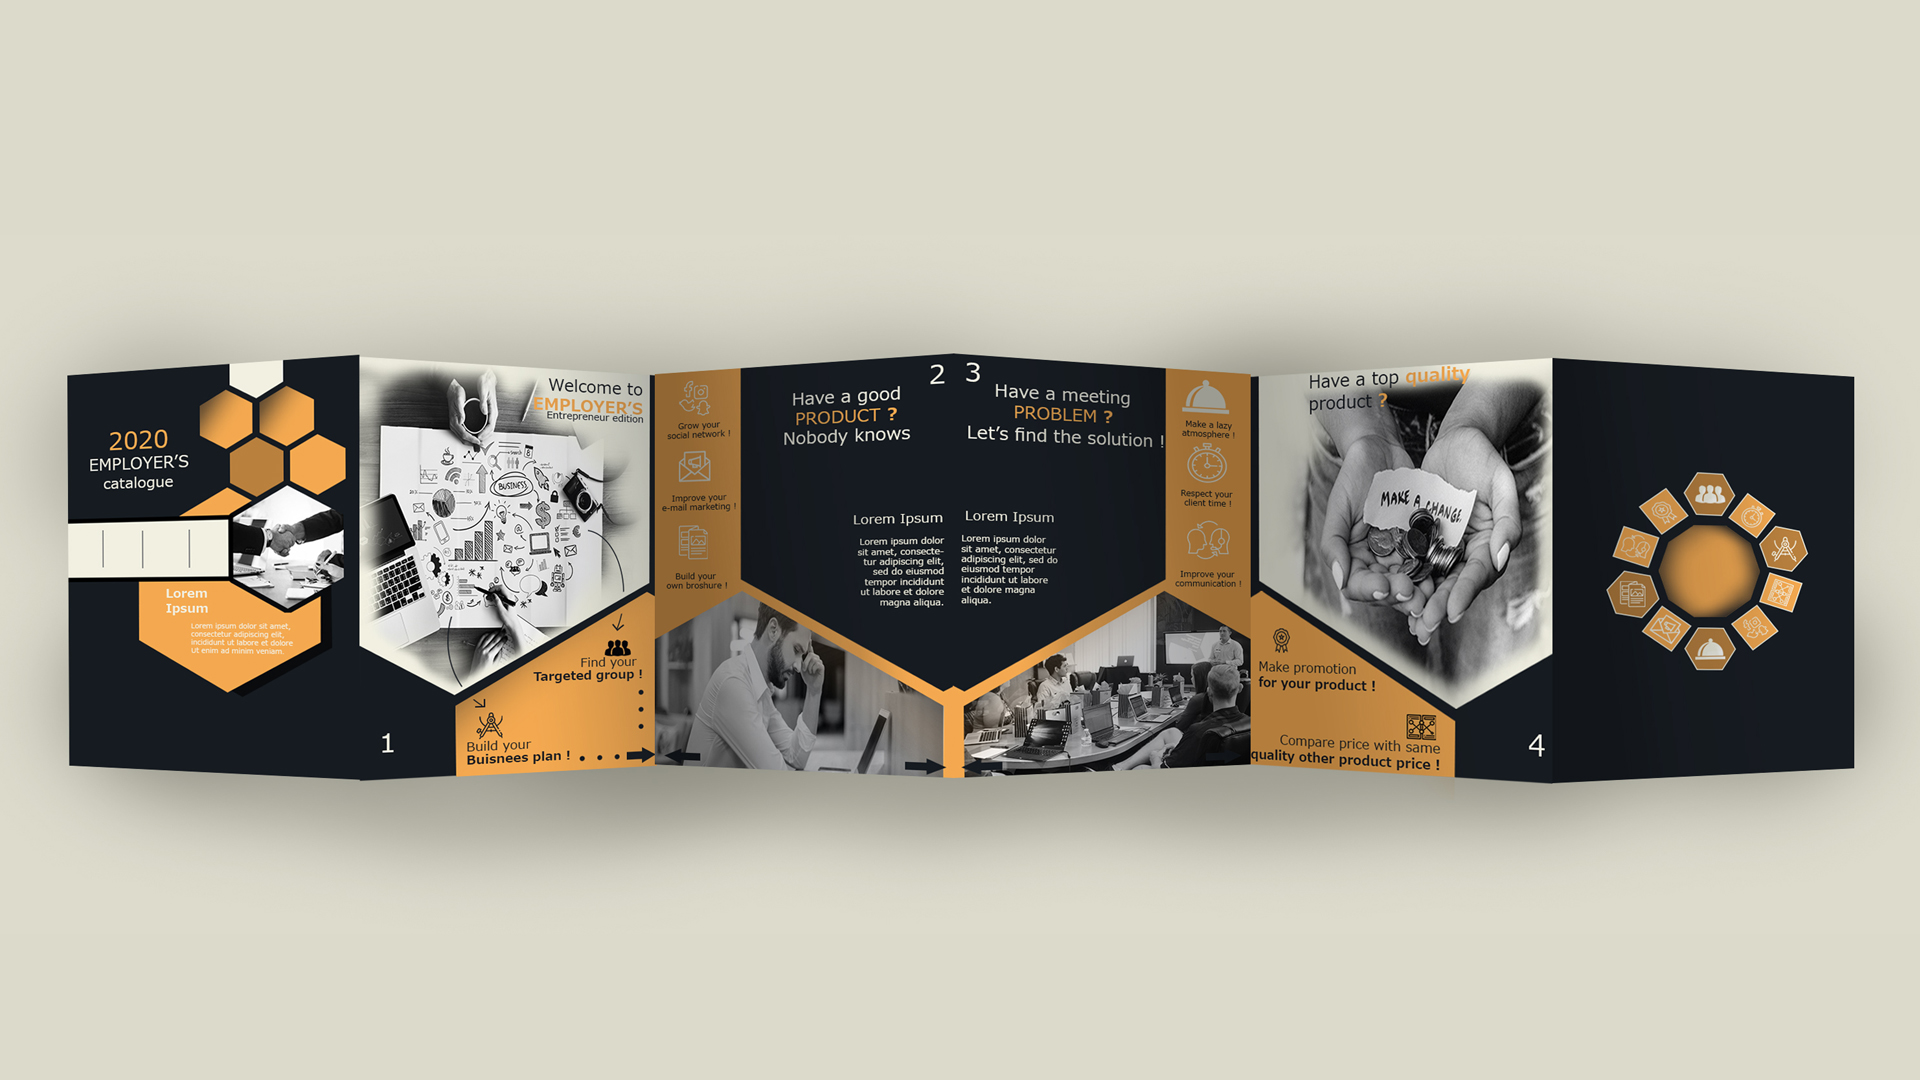 2020
EMPLOYER'S
catalogue
Lorem
Ipsum
Lorem ipsum dolor sit amet,
consectetur adipiscing elit,
incididunt ut labore et dolore
Ut enim ad minim veniam.
1
Welcome to
EMPLOYER'S
Entrepreneur edition
BUSINESS
Find your
Targeted group !
Build your
Buisnees plan !
Grow your
social network !
Improve your
e-mail marketing !
Build your
own broshure !
2
Have a good
PRODUCT ?
Nobody knows
Lorem Ipsum
Lorem ipsum dolor
sit amet, consecte-
tur adipiscing elit,
sed do eiusmod
tempor incididunt
ut labore et dolore
magna aliqua.
3
Have a meeting
PROBLEM ?
Let's find the solution !
Lorem Ipsum
Lorem ipsum dolor
sit amet, consectetur
adipiscing elit, sed do
eiusmod tempor
incididunt ut labore
et dolore magna
aliqua.
Make a lazy
atmosphere !
Respect your
client time !
Improve your
communication !
Have a top quality
product ?
MAKE A CHANGE.
Make promotion
for your product !
Compare price with same
quality other product price !
4